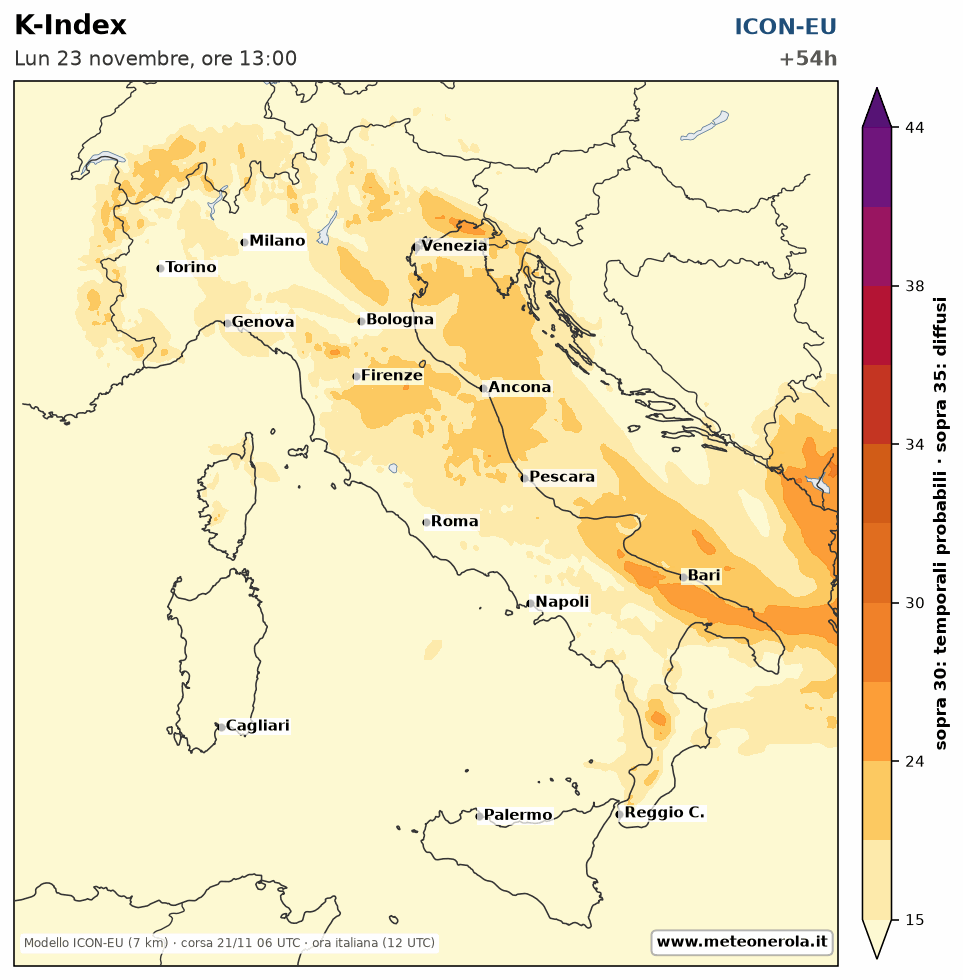 K-Index
ICON-EU
Lun 23 novembre, ore 13:00
+54h
Milano
Venezia
Torino
Genova
Bologna
Firenze
Ancona
Pescara
Roma
Bari
Napoli
Cagliari
Palermo
Reggio C.
Modello ICON-EU (7 km) · corsa 21/11 06 UTC · ora italiana (12 UTC)
www.meteonerola.it
44
38
34
30
24
15
sopra 30: temporali probabili · sopra 35: diffusi